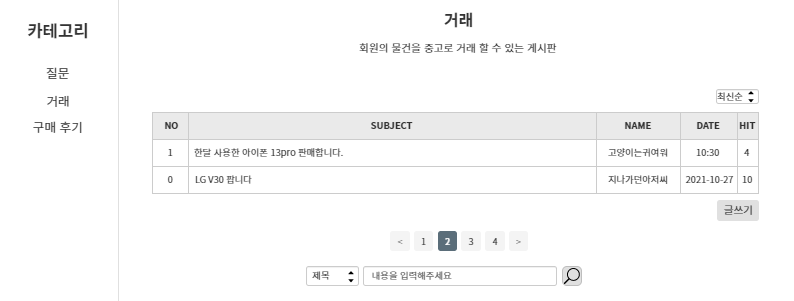 카테고리
질문
거래
구매 후기
거래
회원의 물건을 중고로 거래 할 수 있는 게시판
최신순
NO SUBJECT NAME DATE HIT
1 한달 사용한 아이폰 13pro 판매합니다. 고양이는귀여워 10:30 4
0 LG V30 팝니다 지나가던아저씨 2021-10-27 10
글쓰기
< 1 2 3 4 >
제목 내용을 입력해주세요